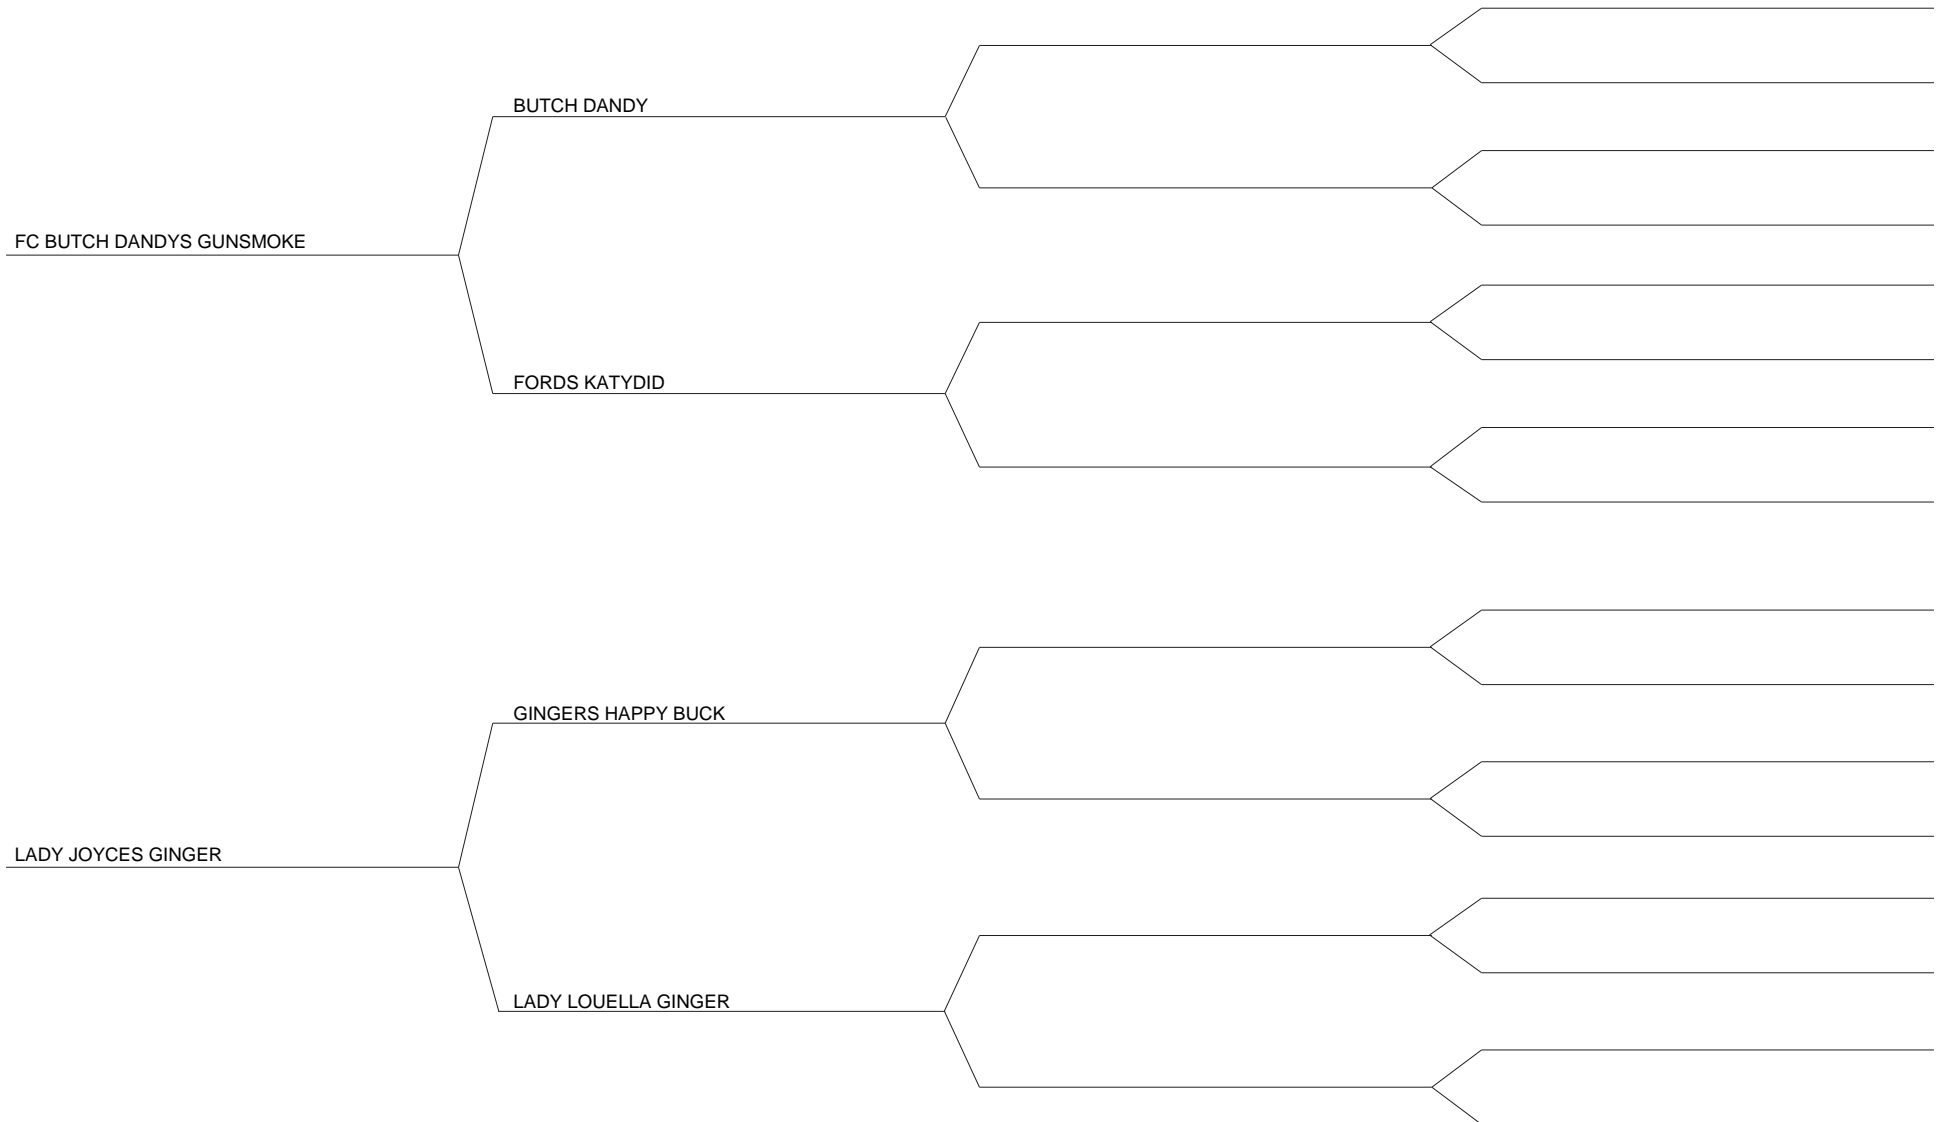 BUTCH DANDY
FC BUTCH DANDYS GUNSMOKE
FORDS KATYDID
GINGERS HAPPY BUCK
LADY JOYCES GINGER
LADY LOUELLA GINGER